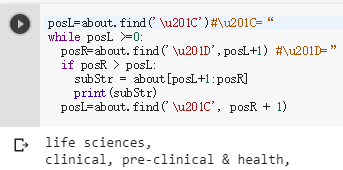 posL=about.find('\u201C')#\u201C= “
while posL >=0:
  posR=about.find('\u201D',posL+1) #\u201D= ”
  if posR > posL:
    subStr = about[posL+1:posR]
    print(subStr)
  posL=about.find('\u201C', posR + 1)
life sciences,
clinical, pre-clinical & health,